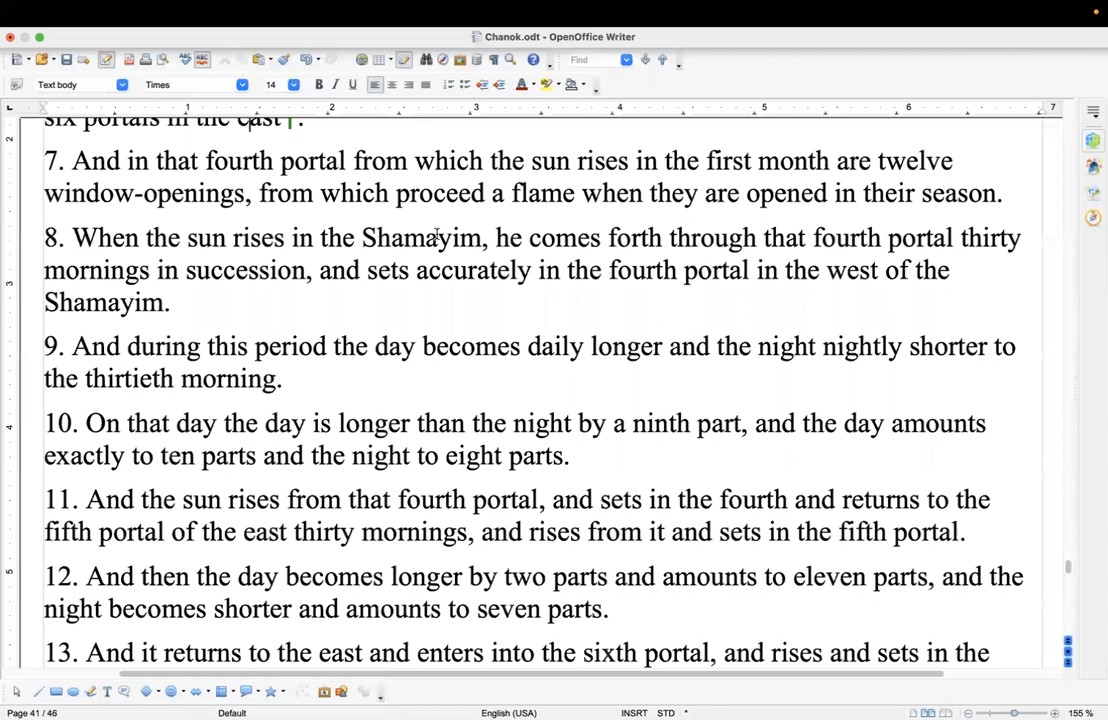 Chanok.odt - OpenOffice Writer
Find
Text body
Times
14
1 2 3 4 5 6 7
six portals in the east¶.
7. And in that fourth portal from which the sun rises in the first month are twelve
window-openings, from which proceed a flame when they are opened in their season.
8. When the sun rises in the Shamayim, he comes forth through that fourth portal thirty
mornings in succession, and sets accurately in the fourth portal in the west of the
Shamayim.
9. And during this period the day becomes daily longer and the night nightly shorter to
the thirtieth morning.
10. On that day the day is longer than the night by a ninth part, and the day amounts
exactly to ten parts and the night to eight parts.
11. And the sun rises from that fourth portal, and sets in the fourth and returns to the
fifth portal of the east thirty mornings, and rises from it and sets in the fifth portal.
12. And then the day becomes longer by two parts and amounts to eleven parts, and the
night becomes shorter and amounts to seven parts.
13. And it returns to the east and enters into the sixth portal, and rises and sets in the
Page 41 / 46
Default
English (USA)
INSRT
STD
*
155 %